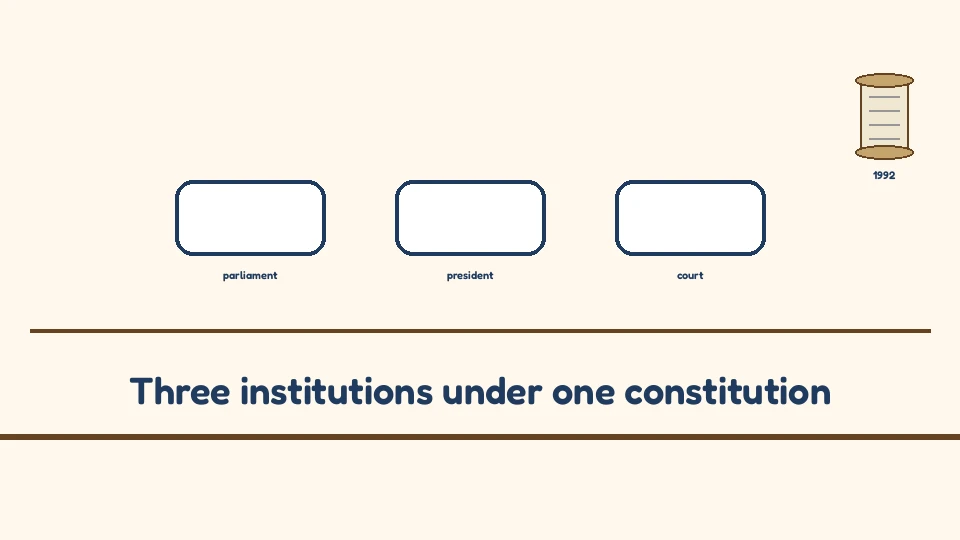 1992
parliament
president
court
Three institutions under one constitution